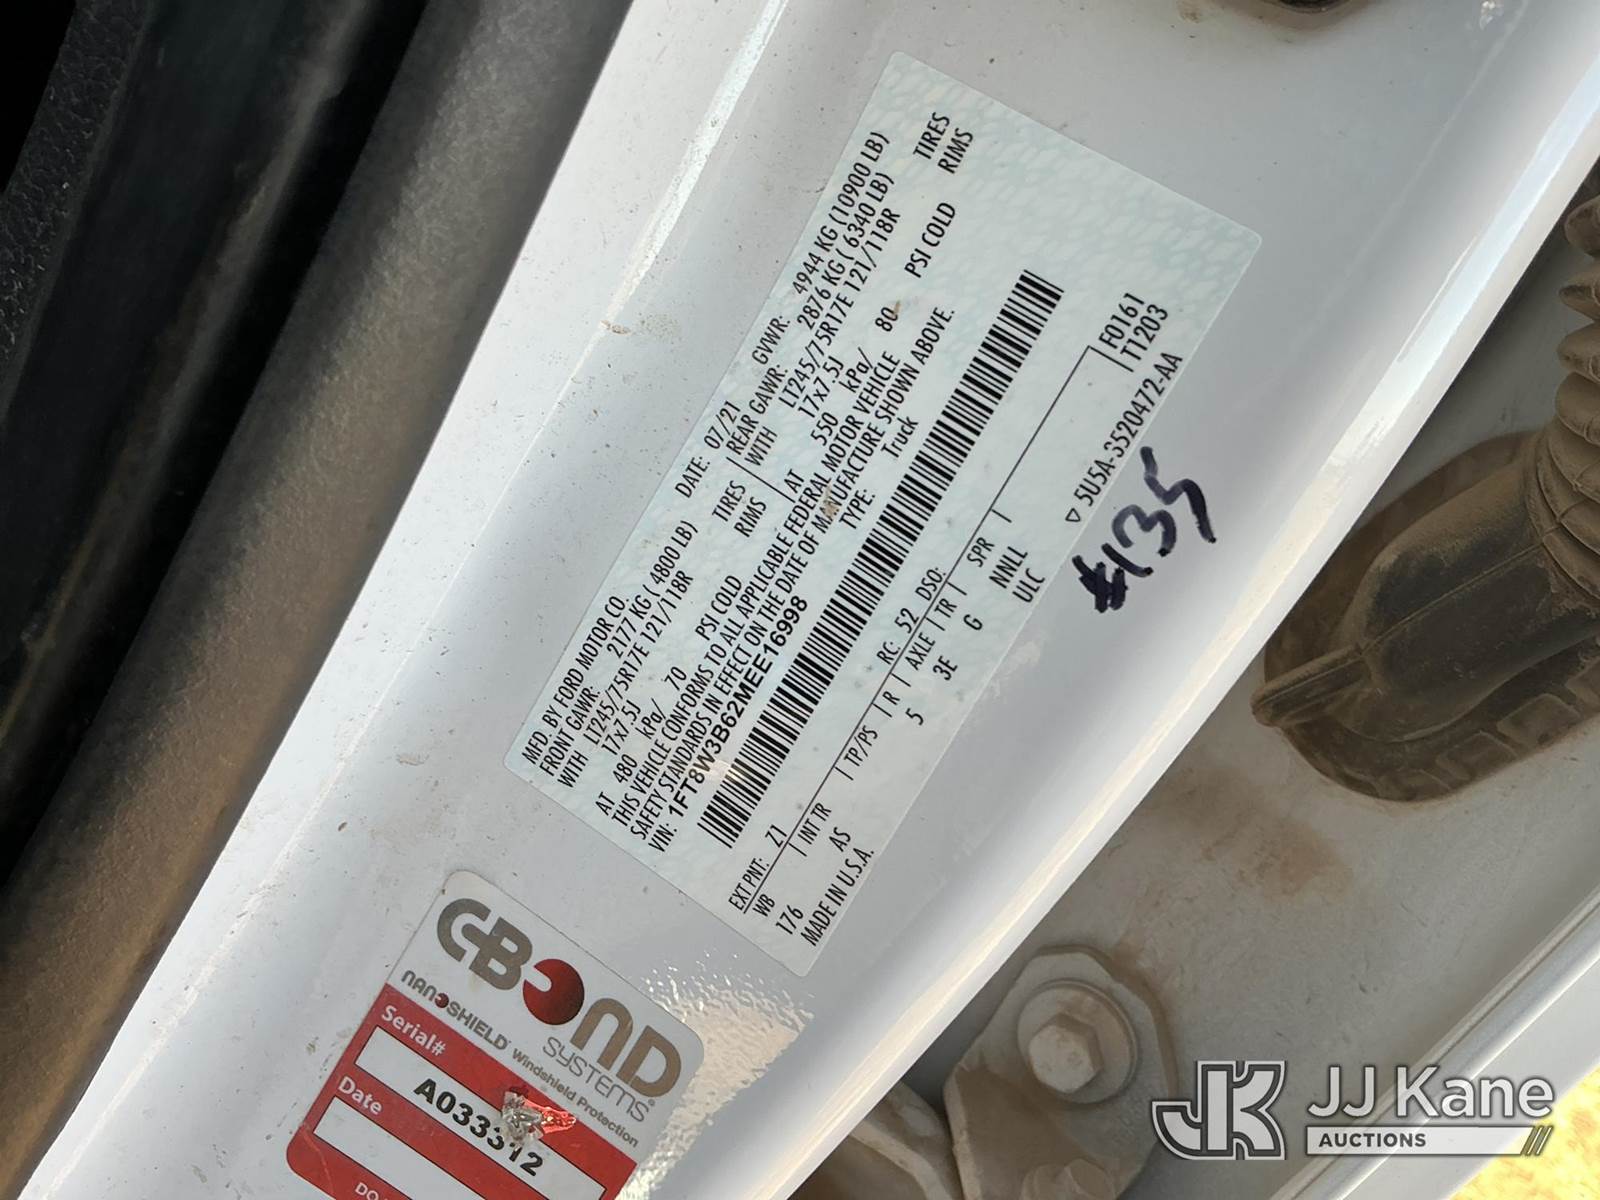 MFD. BY FORD MOTOR CO.
DATE: 07/21 GVWR: 4944 KG (10900 LB)
FRONT GAWR: 2177 KG ( 4800 LB) REAR GAWR: 2876 KG ( 6340 LB)
WITH LT245/75R17E 121/118R TIRES WITH LT245/75R17E 121/118R TIRES
17x7.5J RIMS 17x7.5J RIMS
AT 480 kPa/ 70 PSI COLD AT 550 kPa/ 80 PSI COLD
THIS VEHICLE CONFORMS TO ALL APPLICABLE FEDERAL MOTOR VEHICLE
SAFETY STANDARDS IN EFFECT ON THE DATE OF MANUFACTURE SHOWN ABOVE.
VIN: 1FT8W3B62MEE16998 TYPE: Truck
EXT PNT: Z1 RC: 52 DSO: F0161
WB INT TR TP/PS R AXLE TR SPR T1203
176 AS 5 3E G NNLL
MADE IN U.S.A. ULC
▽ 5U5A-S520472-AA
#135
CBOND
SYSTEMS
NANOSHIELD Windshield Protection
Serial#
A033312
Date
DO
JK JJ Kane
AUCTIONS